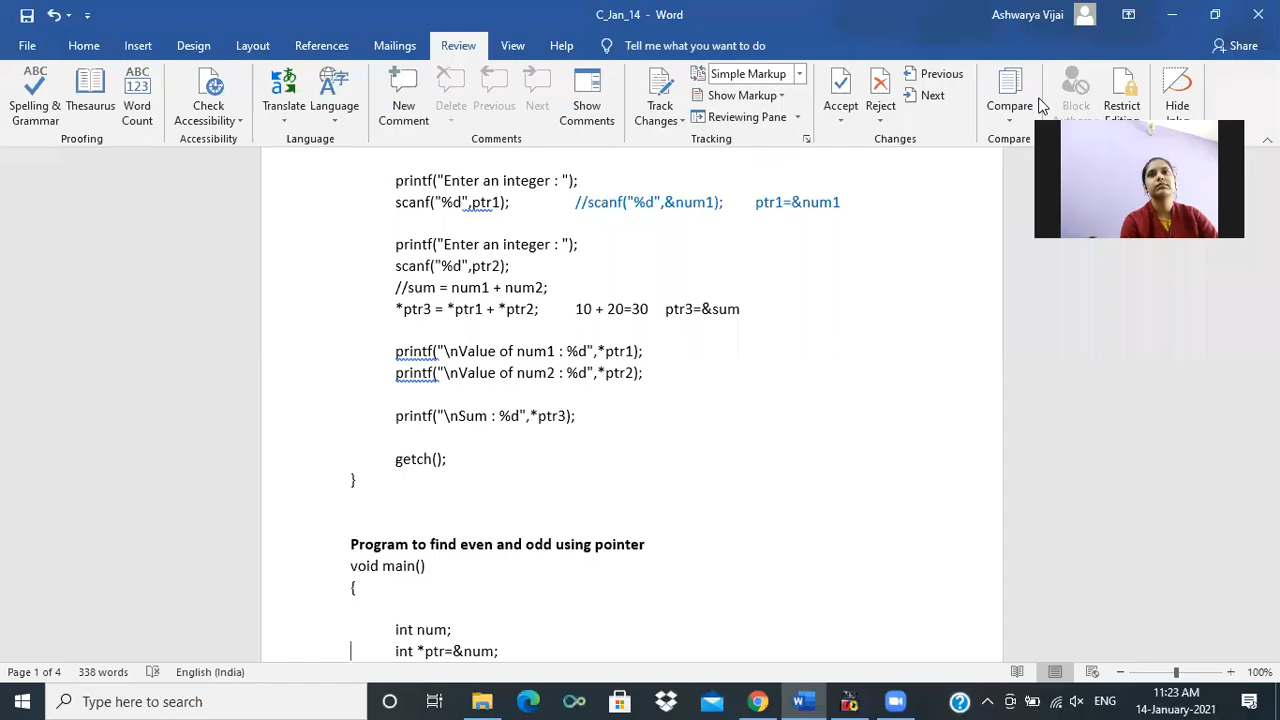 C_Jan_14 - Word
Ashwarya Vijai
File Home Insert Design Layout References Mailings Review View Help Tell me what you want to do Share
ABC Spelling & Grammar
Thesaurus
ABC 123 Word Count
Proofing
Check Accessibility
Accessibility
Translate
Language
Language
New Comment
Delete
Previous
Next
Show Comments
Comments
Track Changes
Simple Markup
Show Markup
Reviewing Pane
Tracking
Accept
Reject
Previous
Next
Changes
Compare
Compare
Block
Restrict
Hide
printf("Enter an integer : ");
scanf("%d",ptr1); //scanf("%d",&num1); ptr1=&num1
printf("Enter an integer : ");
scanf("%d",ptr2);
//sum = num1 + num2;
*ptr3 = *ptr1 + *ptr2; 10 + 20=30 ptr3=&sum
printf("\nValue of num1 : %d",*ptr1);
printf("\nValue of num2 : %d",*ptr2);
printf("\nSum : %d",*ptr3);
getch();
}
Program to find even and odd using pointer
void main()
{
int num;
int *ptr=&num;
Page 1 of 4 338 words English (India) 100%
Type here to search
ENG
11:23 AM
14-January-2021